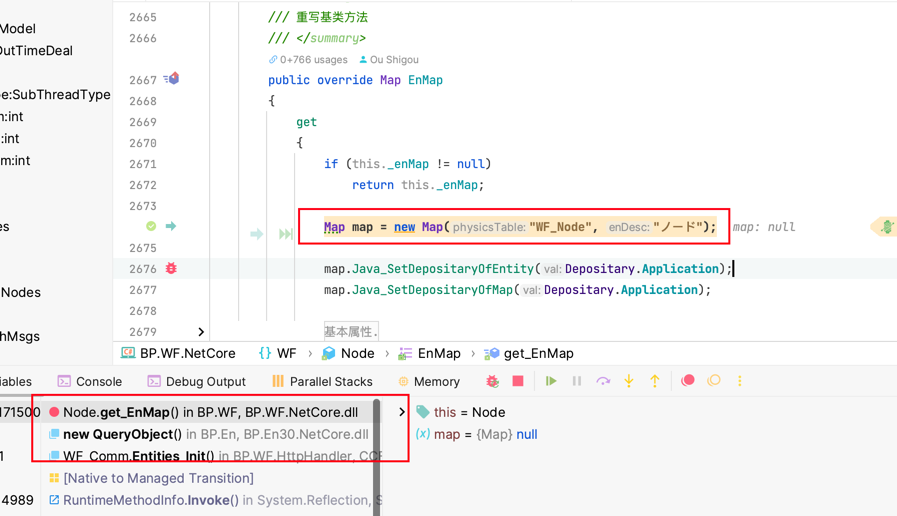 Model
OutTimeDeal
pe:SubThreadType
m:int
:int
m:int
es
Nodes
hMsgs
2665 /// 重写基类方法
2666 /// </summary>
0+766 usages Ou Shigou
2667 public override Map EnMap
2668 {
2669 get
2670 {
2671 if (this._enMap != null)
2672 return this._enMap;
2673
Map map = new Map( physicsTable: "WF_Node", enDesc: "ノード"); map: null
2675
2676 map.Java_SetDepositaryOfEntity( val: Depositary.Application);
2677 map.Java_SetDepositaryOfMap( val: Depositary.Application);
2678
2679 基本属性.
BP.WF.NetCore {} WF › Node › EnMap › get_EnMap
iables Console Debug Output Parallel Stacks Memory
171500 Node.get_EnMap() in BP.WF, BP.WF.NetCore.dll
new QueryObject() in BP.En, BP.En30.NetCore.dll
1 WF_Comm.Entities_Init() in BP.WF.HttpHandler, CCF
[Native to Managed Transition]
4989 RuntimeMethodInfo.Invoke() in System.Reflection, S
this = Node
(x) map = {Map} null